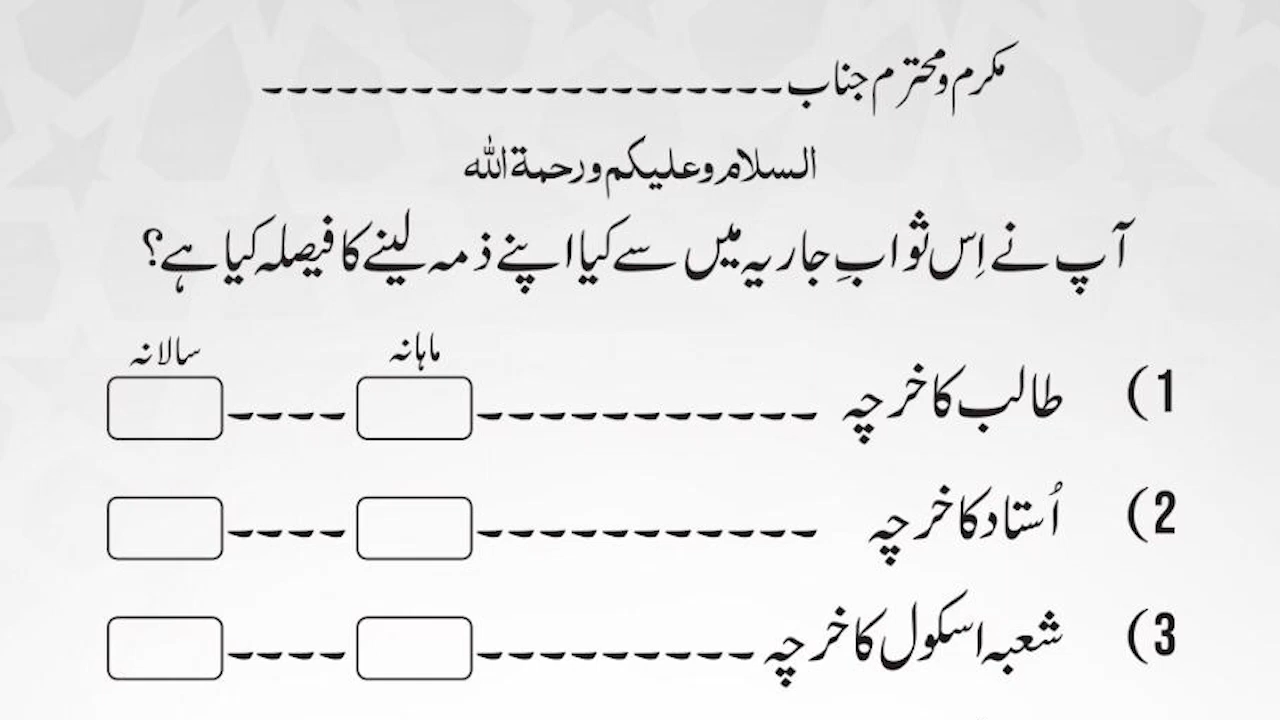 مکرم و محترم جناب ---------------------
السلام وعلیکم ورحمۃ اللہ
آپ نے اِس ثوابِ جاریہ میں سے کیا اپنے ذمہ لینے کا فیصلہ کیا ہے؟
ماہانہ سالانہ
1) طالب کا خرچہ -------------- ----
2) اُستاد کا خرچہ -------------- ----
3) شعبہ اسکول کا خرچہ ----------- ----